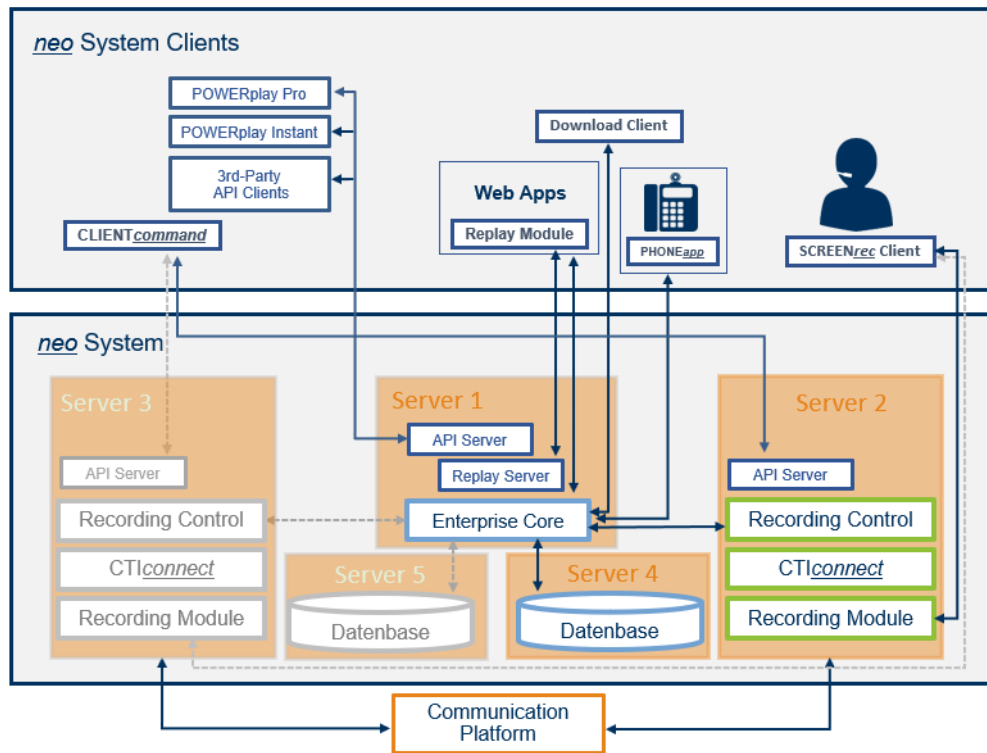 neo System Clients
POWERplay Pro
POWERplay Instant
3rd-Party
API Clients
CLIENTcommand
Download Client
Web Apps
Replay Module
PHONEapp
SCREENrec Client
neo System
Server 3
API Server
Recording Control
CTIconnect
Recording Module
Server 1
API Server
Replay Server
Enterprise Core
Server 5
Datenbase
Server 4
Datenbase
Server 2
API Server
Recording Control
CTIconnect
Recording Module
Communication
Platform